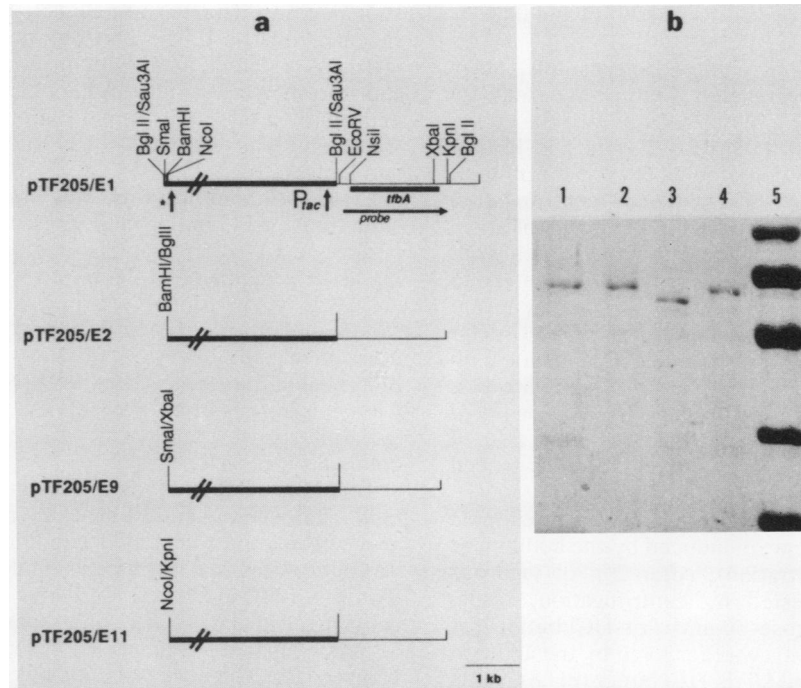 a
b
Bgl II/Sau3AI
SmaI
BamHI
NcoI
Bgl II/Sau3AI
EcoRV
NsiI
XbaI
KpnI
Bgl II
pTF205/E1
*
Ptac
tfbA
probe
1 2 3 4 5
BamHI/BglII
pTF205/E2
SmaI/XbaI
pTF205/E9
NcoI/KpnI
pTF205/E11
1 kb